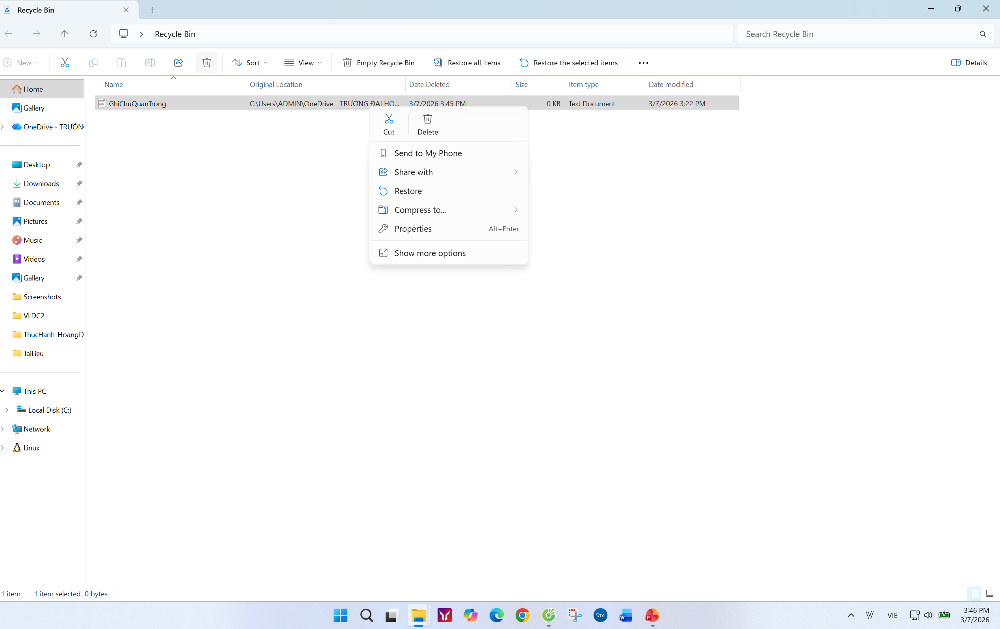 Recycle Bin
Recycle Bin
Search Recycle Bin
New
Sort
View
Empty Recycle Bin
Restore all items
Restore the selected items
Details
Name
Original Location
Date Deleted
Size
Item type
Date modified
GhiChuQuanTrong
C:\Users\ADMIN\OneDrive - TRƯỜNG ĐẠI HỌ...
3/7/2026 3:45 PM
0 KB
Text Document
3/7/2026 3:22 PM
Home
Gallery
OneDrive - TRƯỜN
Desktop
Downloads
Documents
Pictures
Music
Videos
Gallery
Screenshots
VLDC2
ThucHanh_HoangD
TaiLieu
This PC
Local Disk (C:)
Network
Linux
Cut
Delete
Send to My Phone
Share with
Restore
Compress to...
Properties
Alt+Enter
Show more options
1 item
1 item selected
0 bytes
lite
W
P
V
VIE
3:46 PM
3/7/2026